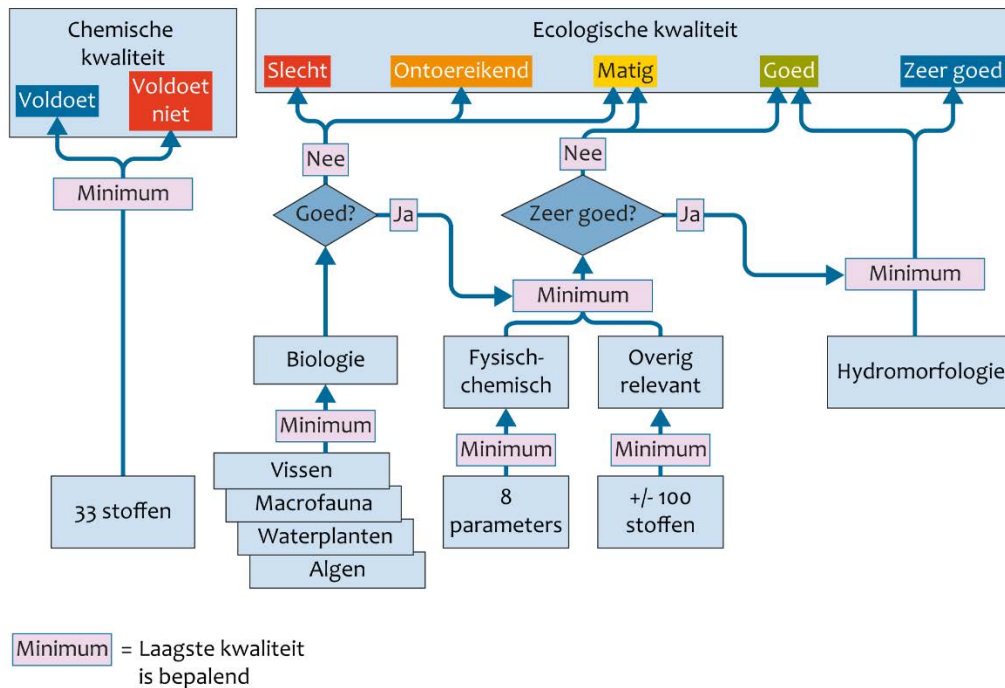 Chemische
kwaliteit
Voldoet
Voldoet
niet
Minimum
33 stoffen
Ecologische kwaliteit
Slecht
Ontoereikend
Matig
Goed
Zeer goed
Nee
Goed?
Ja
Nee
Zeer goed?
Ja
Minimum
Minimum
Biologie
Fysisch-
chemisch
Overig
relevant
Hydromorfologie
Minimum
Minimum
Minimum
Vissen
Macrofauna
Waterplanten
Algen
8
parameters
+/- 100
stoffen
Minimum = Laagste kwaliteit
is bepalend